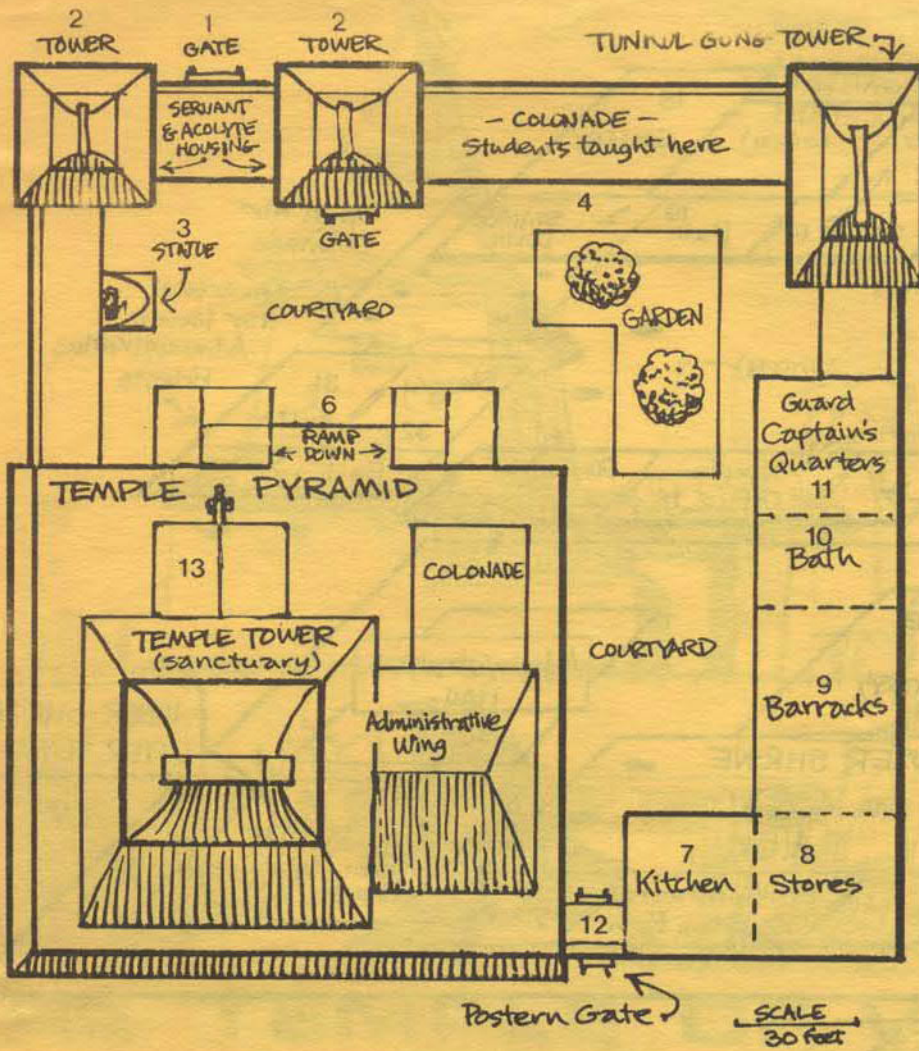 2
TOWER
1
GATE
2
TOWER
TUNKUL GONG TOWER
SERVANT
& ACOLYTE
HOUSING
- COLONADE -
Students taught here
GATE
3
STATUE
4
COURTYARD
GARDEN
6
RAMP
DOWN
Guard
Captain's
Quarters
11
TEMPLE PYRAMID
10
Bath
13
COLONADE
TEMPLE TOWER
(sanctuary)
COURTYARD
9
Barracks
Administrative
Wing
7
Kitchen
8
Stores
12
Postern Gate
SCALE
30 feet